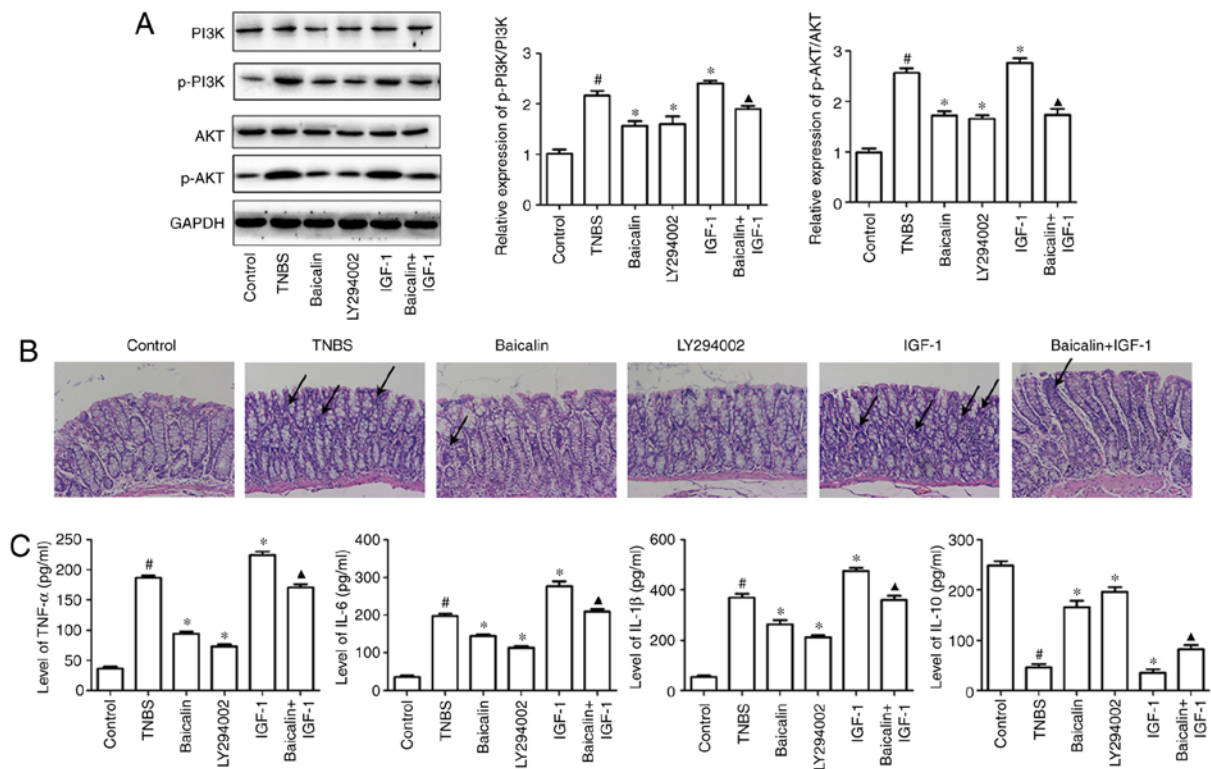 A
PI3K
p-PI3K
AKT
p-AKT
GAPDH
Control
TNBS
Baicalin
LY294002
IGF-1
Baicalin+
IGF-1
Relative expression of p-PI3K/PI3K
3
2
1
0
#
*
*
*
▲
Control
TNBS
Baicalin
LY294002
IGF-1
Baicalin+
IGF-1
Relative expression of p-AKT/AKT
3
2
1
0
#
*
*
*
▲
Control
TNBS
Baicalin
LY294002
IGF-1
Baicalin+
IGF-1
B
Control
TNBS
Baicalin
LY294002
IGF-1
Baicalin+IGF-1
C
Level of TNF-α (pg/ml)
250
200
150
100
50
0
#
*
*
*
▲
Control
TNBS
Baicalin
LY294002
IGF-1
Baicalin+
IGF-1
Level of IL-6 (pg/ml)
400
300
200
100
0
#
*
*
*
▲
Control
TNBS
Baicalin
LY294002
IGF-1
Baicalin+
IGF-1
Level of IL-1β (pg/ml)
600
400
200
0
#
*
*
*
▲
Control
TNBS
Baicalin
LY294002
IGF-1
Baicalin+
IGF-1
Level of IL-10 (pg/ml)
300
200
100
0
#
*
*
*
▲
Control
TNBS
Baicalin
LY294002
IGF-1
Baicalin+
IGF-1